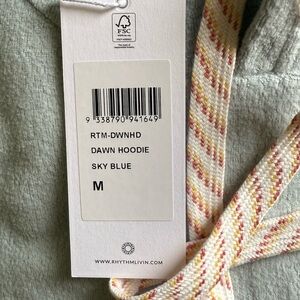 FSC
9 338790 941649
RTM-DWNHD
DAWN HOODIE
SKY BLUE
M
WWW.RHYTHMLIVIN.COM